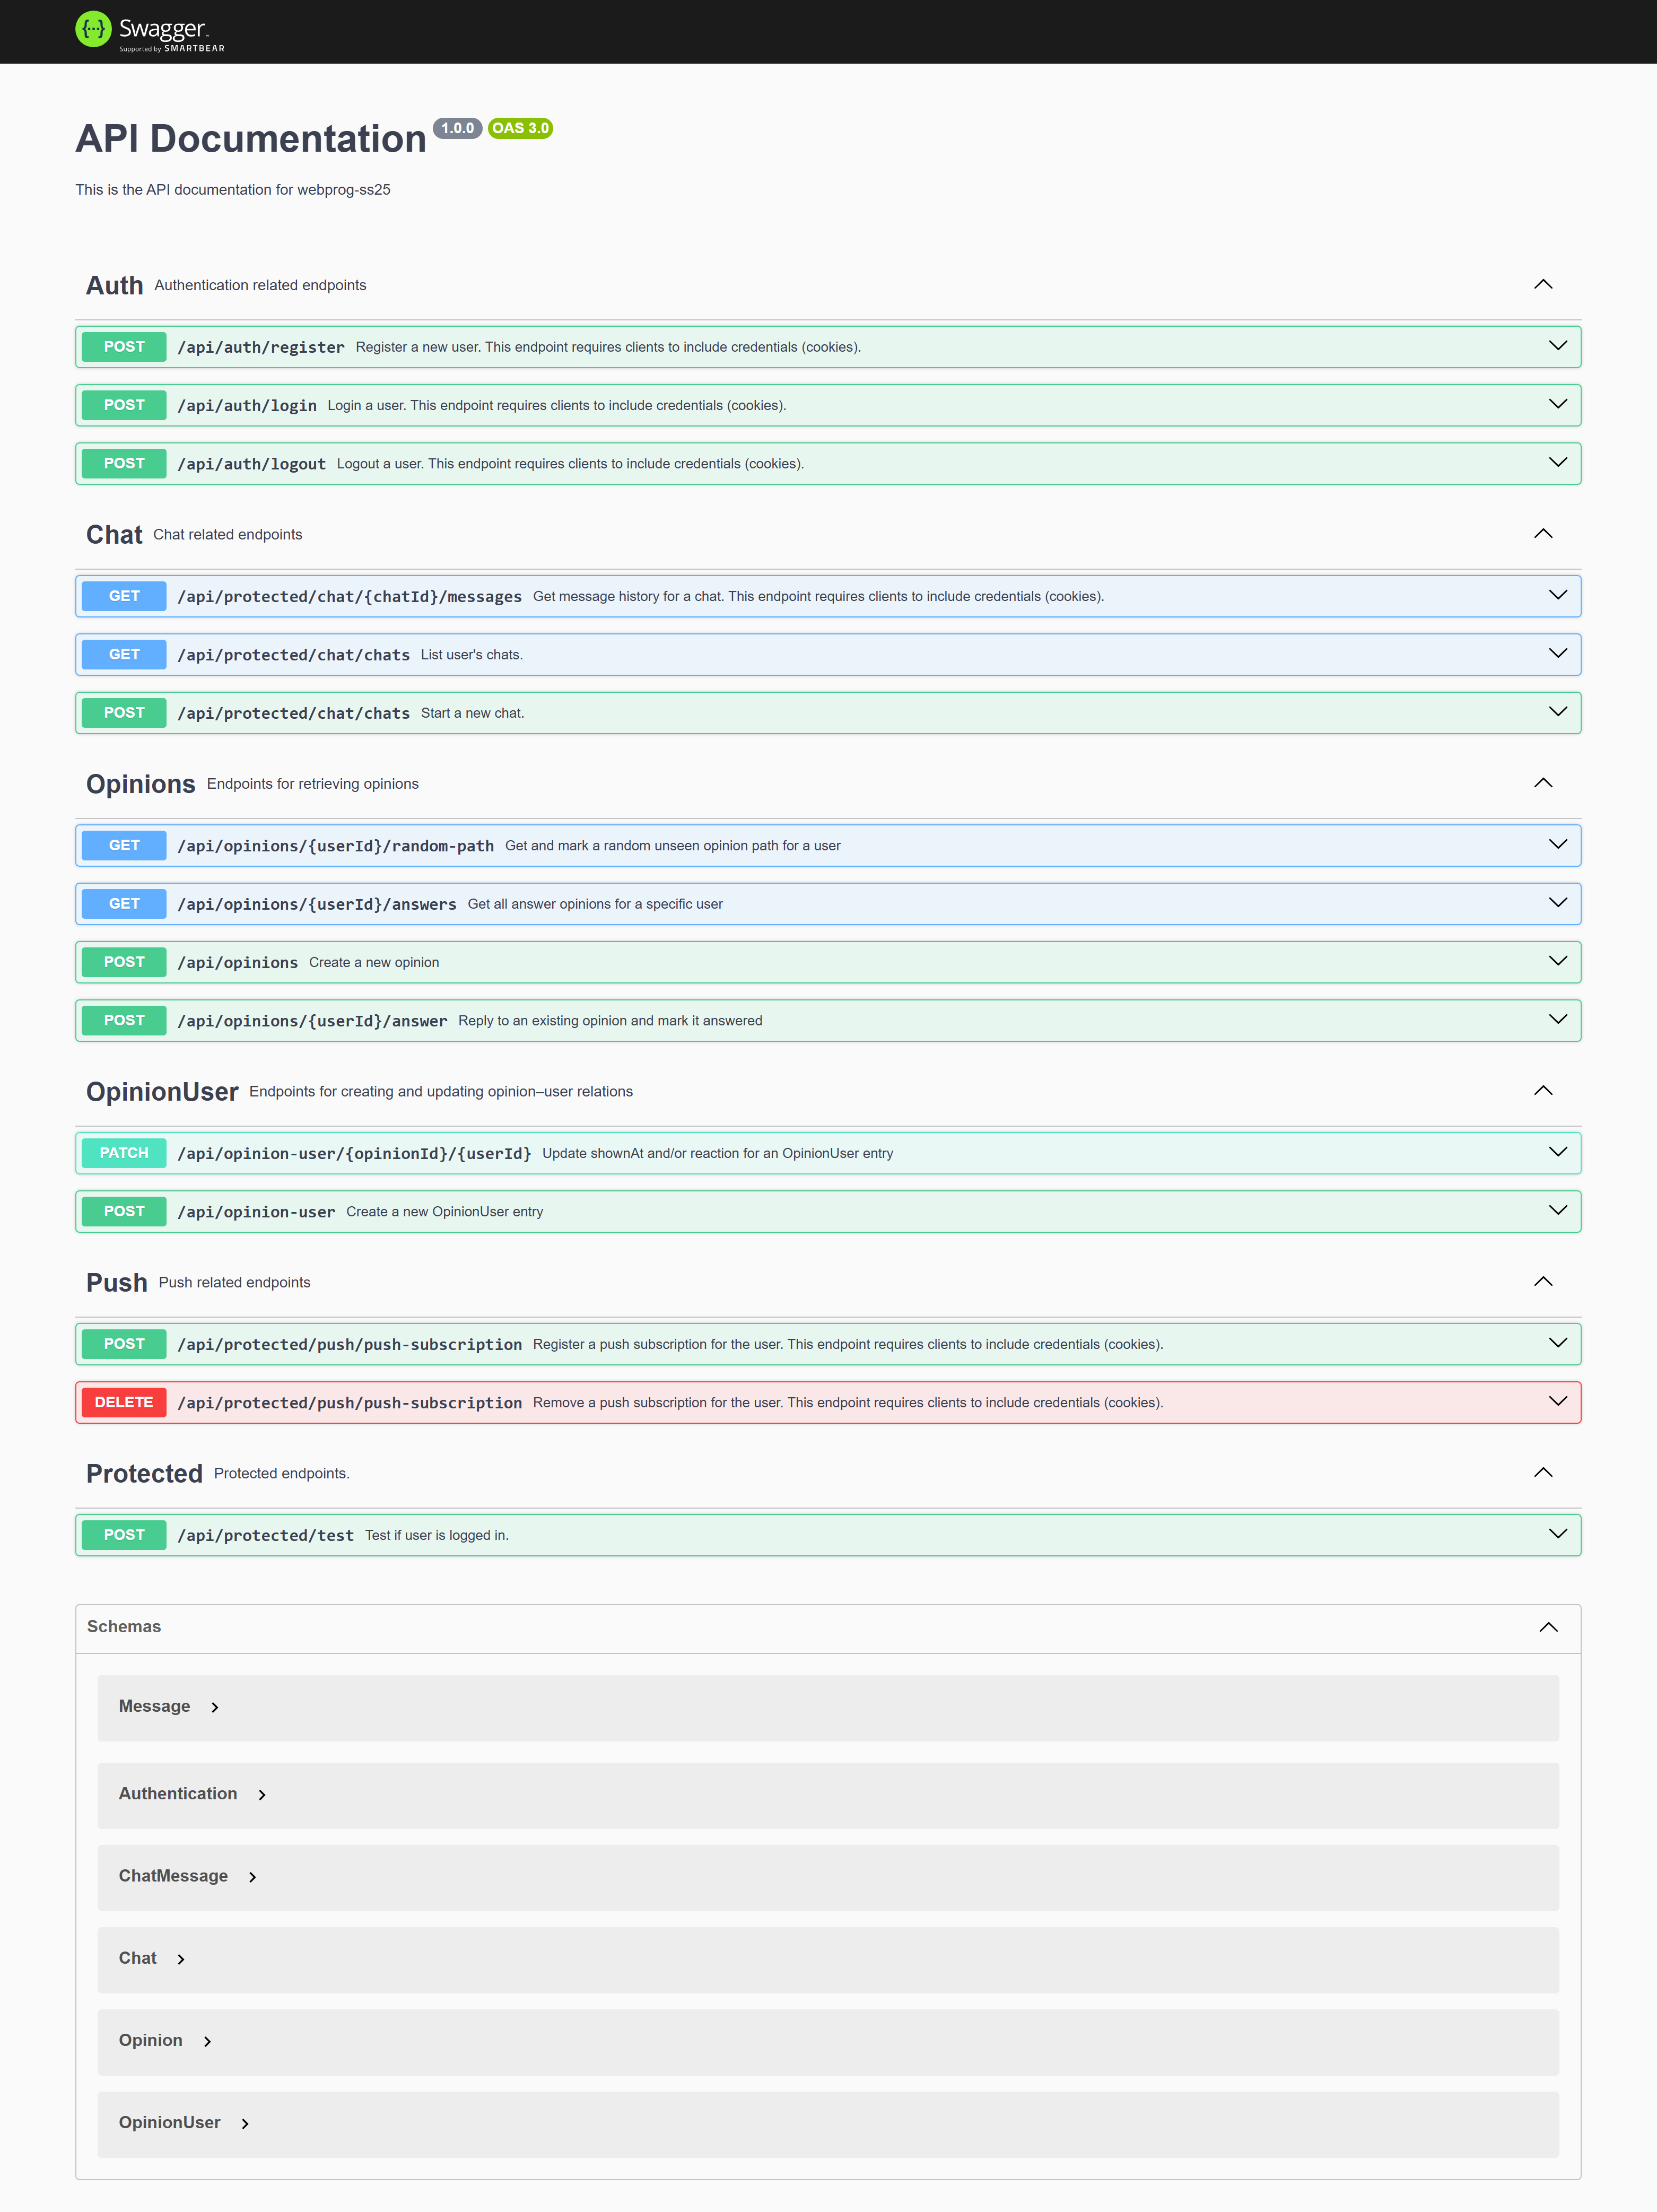 {···} Swagger
Supported by SMARTBEAR
API Documentation 1.0.0 OAS 3.0
This is the API documentation for webprog-ss25
Auth Authentication related endpoints
POST /api/auth/register Register a new user. This endpoint requires clients to include credentials (cookies).
POST /api/auth/login Login a user. This endpoint requires clients to include credentials (cookies).
POST /api/auth/logout Logout a user. This endpoint requires clients to include credentials (cookies).
Chat Chat related endpoints
GET /api/protected/chat/{chatId}/messages Get message history for a chat. This endpoint requires clients to include credentials (cookies).
GET /api/protected/chat/chats List user's chats.
POST /api/protected/chat/chats Start a new chat.
Opinions Endpoints for retrieving opinions
GET /api/opinions/{userId}/random-path Get and mark a random unseen opinion path for a user
GET /api/opinions/{userId}/answers Get all answer opinions for a specific user
POST /api/opinions Create a new opinion
POST /api/opinions/{userId}/answer Reply to an existing opinion and mark it answered
OpinionUser Endpoints for creating and updating opinion–user relations
PATCH /api/opinion-user/{opinionId}/{userId} Update shownAt and/or reaction for an OpinionUser entry
POST /api/opinion-user Create a new OpinionUser entry
Push Push related endpoints
POST /api/protected/push/push-subscription Register a push subscription for the user. This endpoint requires clients to include credentials (cookies).
DELETE /api/protected/push/push-subscription Remove a push subscription for the user. This endpoint requires clients to include credentials (cookies).
Protected Protected endpoints.
POST /api/protected/test Test if user is logged in.
Schemas
Message
Authentication
ChatMessage
Chat
Opinion
OpinionUser